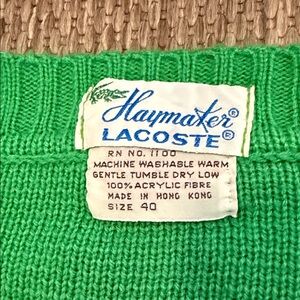 Haymaker®
LACOSTE®
RN NO. 1100
MACHINE WASHABLE WARM
GENTLE TUMBLE DRY LOW
100% ACRYLIC FIBRE
MADE IN HONG KONG
SIZE 40